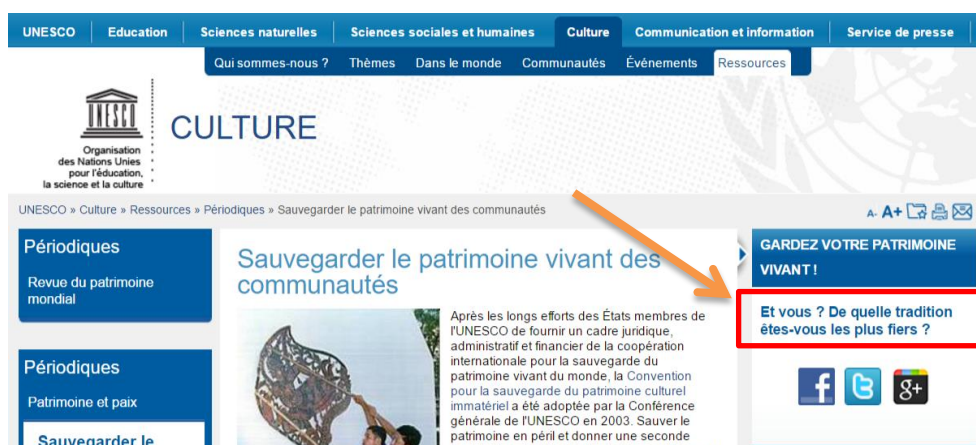 UNESCO Education Sciences naturelles Sciences sociales et humaines Culture Communication et information Service de presse
Qui sommes-nous ? Thèmes Dans le monde Communautés Événements Ressources
UNESCO
Organisation
des Nations Unies
pour l'éducation,
la science et la culture
CULTURE
UNESCO » Culture » Ressources » Périodiques » Sauvegarder le patrimoine vivant des communautés
A- A+
Périodiques
Revue du patrimoine
mondial
Périodiques
Patrimoine et paix
Sauvegarder le
Sauvegarder le patrimoine vivant des
communautés
Après les longs efforts des États membres de
l'UNESCO de fournir un cadre juridique,
administratif et financier de la coopération
internationale pour la sauvegarde du
patrimoine vivant du monde, la Convention
pour la sauvegarde du patrimoine culturel
immatériel a été adoptée par la Conférence
générale de l'UNESCO en 2003. Sauver le
patrimoine en péril et donner une seconde
GARDEZ VOTRE PATRIMOINE
VIVANT !
Et vous ? De quelle tradition
êtes-vous les plus fiers ?
f g+